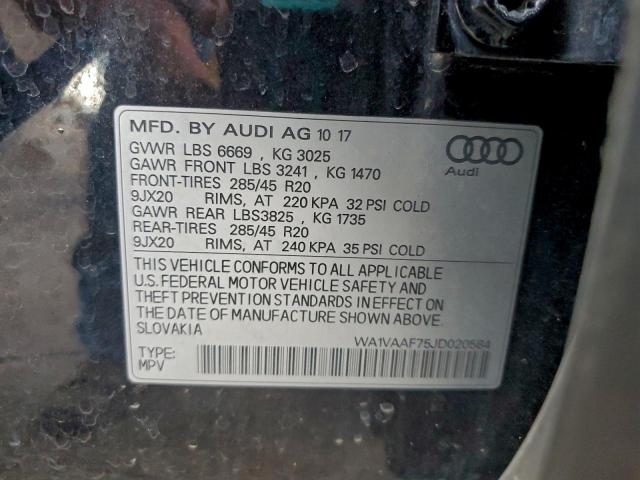 MFD. BY AUDI AG 10 17
GVWR LBS 6669 , KG 3025
GAWR FRONT LBS 3241 , KG 1470
FRONT-TIRES 285/45 R20
9JX20 RIMS, AT 220 KPA 32 PSI COLD
GAWR REAR LBS3825 , KG 1735
REAR-TIRES 285/45 R20
9JX20 RIMS, AT 240 KPA 35 PSI COLD
Audi
THIS VEHICLE CONFORMS TO ALL APPLICABLE
U.S. FEDERAL MOTOR VEHICLE SAFETY AND
THEFT PREVENTION STANDARDS IN EFFECT ON
THE DATE OF MANUFACTURE SHOWN ABOVE.
SLOVAKIA
WA1VAAF75JD020584
TYPE:
MPV